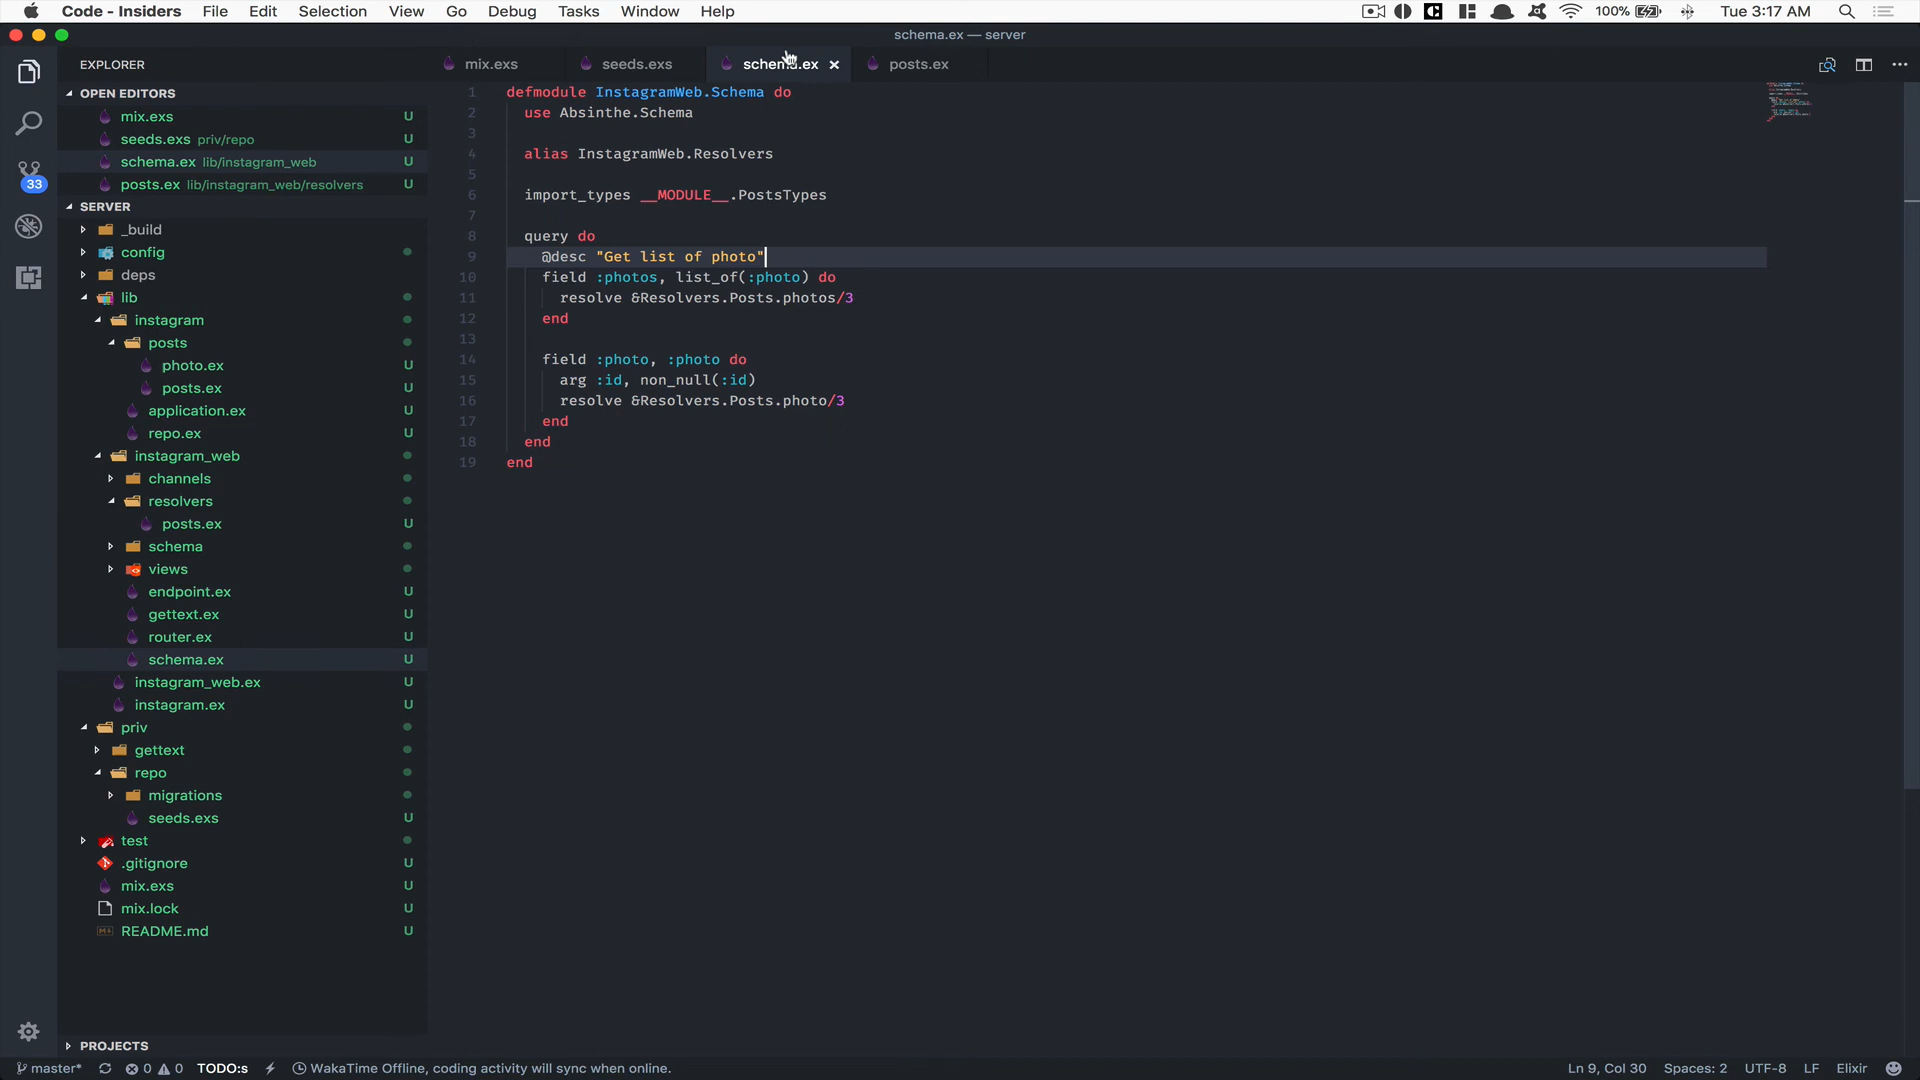 Code - Insiders File Edit Selection View Go Debug Tasks Window Help 100% Tue 3:17 AM
schema.ex — server
EXPLORER
OPEN EDITORS
mix.exs U
seeds.exs priv/repo U
schema.ex lib/instagram_web U
posts.ex lib/instagram_web/resolvers U
33
SERVER
_build
config
deps
lib
instagram
posts
photo.ex U
posts.ex U
application.ex U
repo.ex U
instagram_web
channels
resolvers
posts.ex U
schema
views
endpoint.ex U
gettext.ex U
router.ex U
schema.ex U
instagram_web.ex U
instagram.ex U
priv
gettext
repo
migrations
seeds.exs U
test
.gitignore U
mix.exs U
mix.lock U
README.md U
PROJECTS
mix.exs seeds.exs schema.ex posts.ex
1 defmodule InstagramWeb.Schema do
2 use Absinthe.Schema
3
4 alias InstagramWeb.Resolvers
5
6 import_types __MODULE__.PostsTypes
7
8 query do
9 @desc "Get list of photo"
10 field :photos, list_of(:photo) do
11 resolve &Resolvers.Posts.photos/3
12 end
13
14 field :photo, :photo do
15 arg :id, non_null(:id)
16 resolve &Resolvers.Posts.photo/3
17 end
18 end
19 end
master* 0 0 TODO:s WakaTime Offline, coding activity will sync when online. Ln 9, Col 30 Spaces: 2 UTF-8 LF Elixir